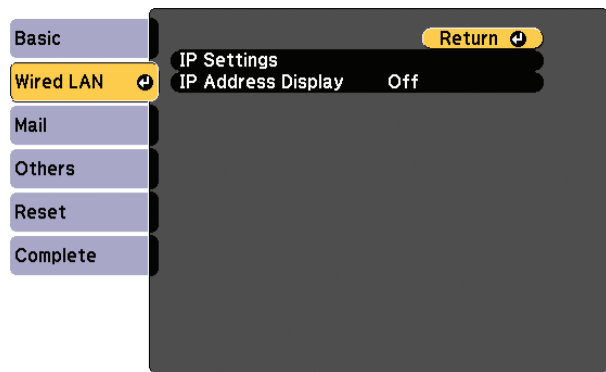 Basic
Wired LAN
Mail
Others
Reset
Complete
Return
IP Settings
IP Address Display Off